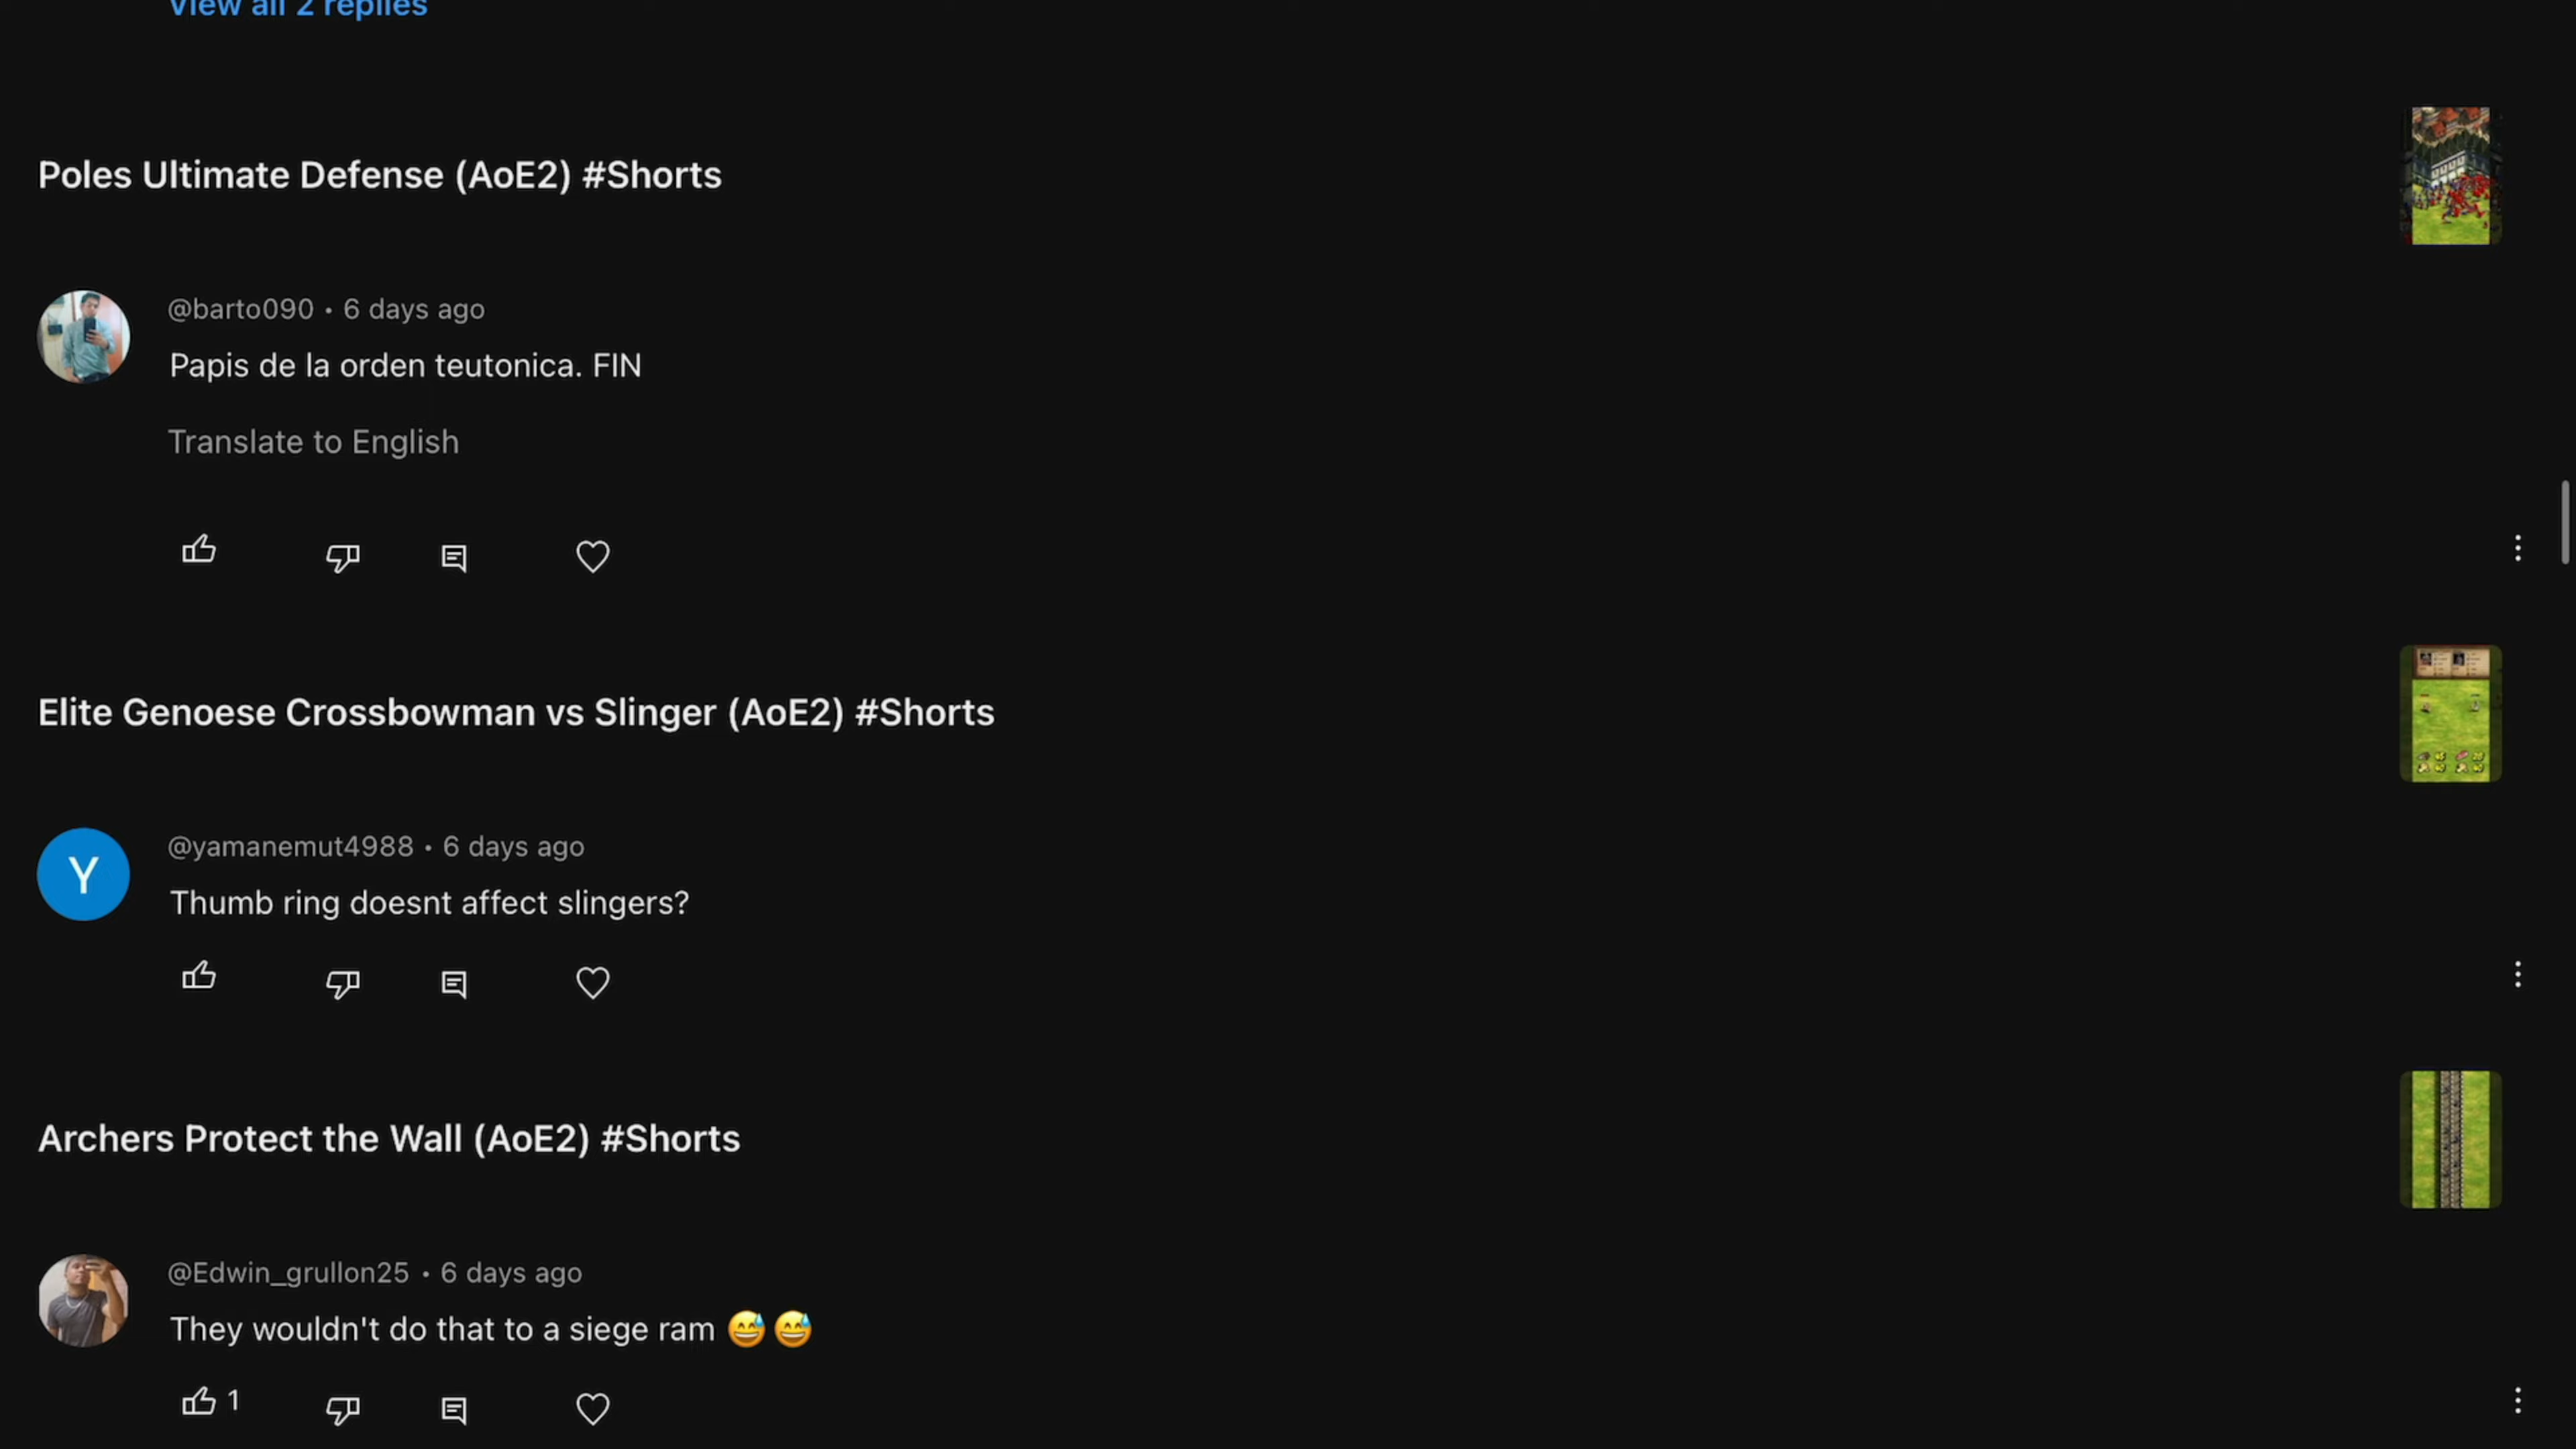 View all 2 replies
Poles Ultimate Defense (AoE2) #Shorts
@barto090 • 6 days ago
Papis de la orden teutonica. FIN
Translate to English
Elite Genoese Crossbowman vs Slinger (AoE2) #Shorts
Y
@yamanemut4988 • 6 days ago
Thumb ring doesnt affect slingers?
Archers Protect the Wall (AoE2) #Shorts
@Edwin_grullon25 • 6 days ago
They wouldn't do that to a siege ram 😅😅
1